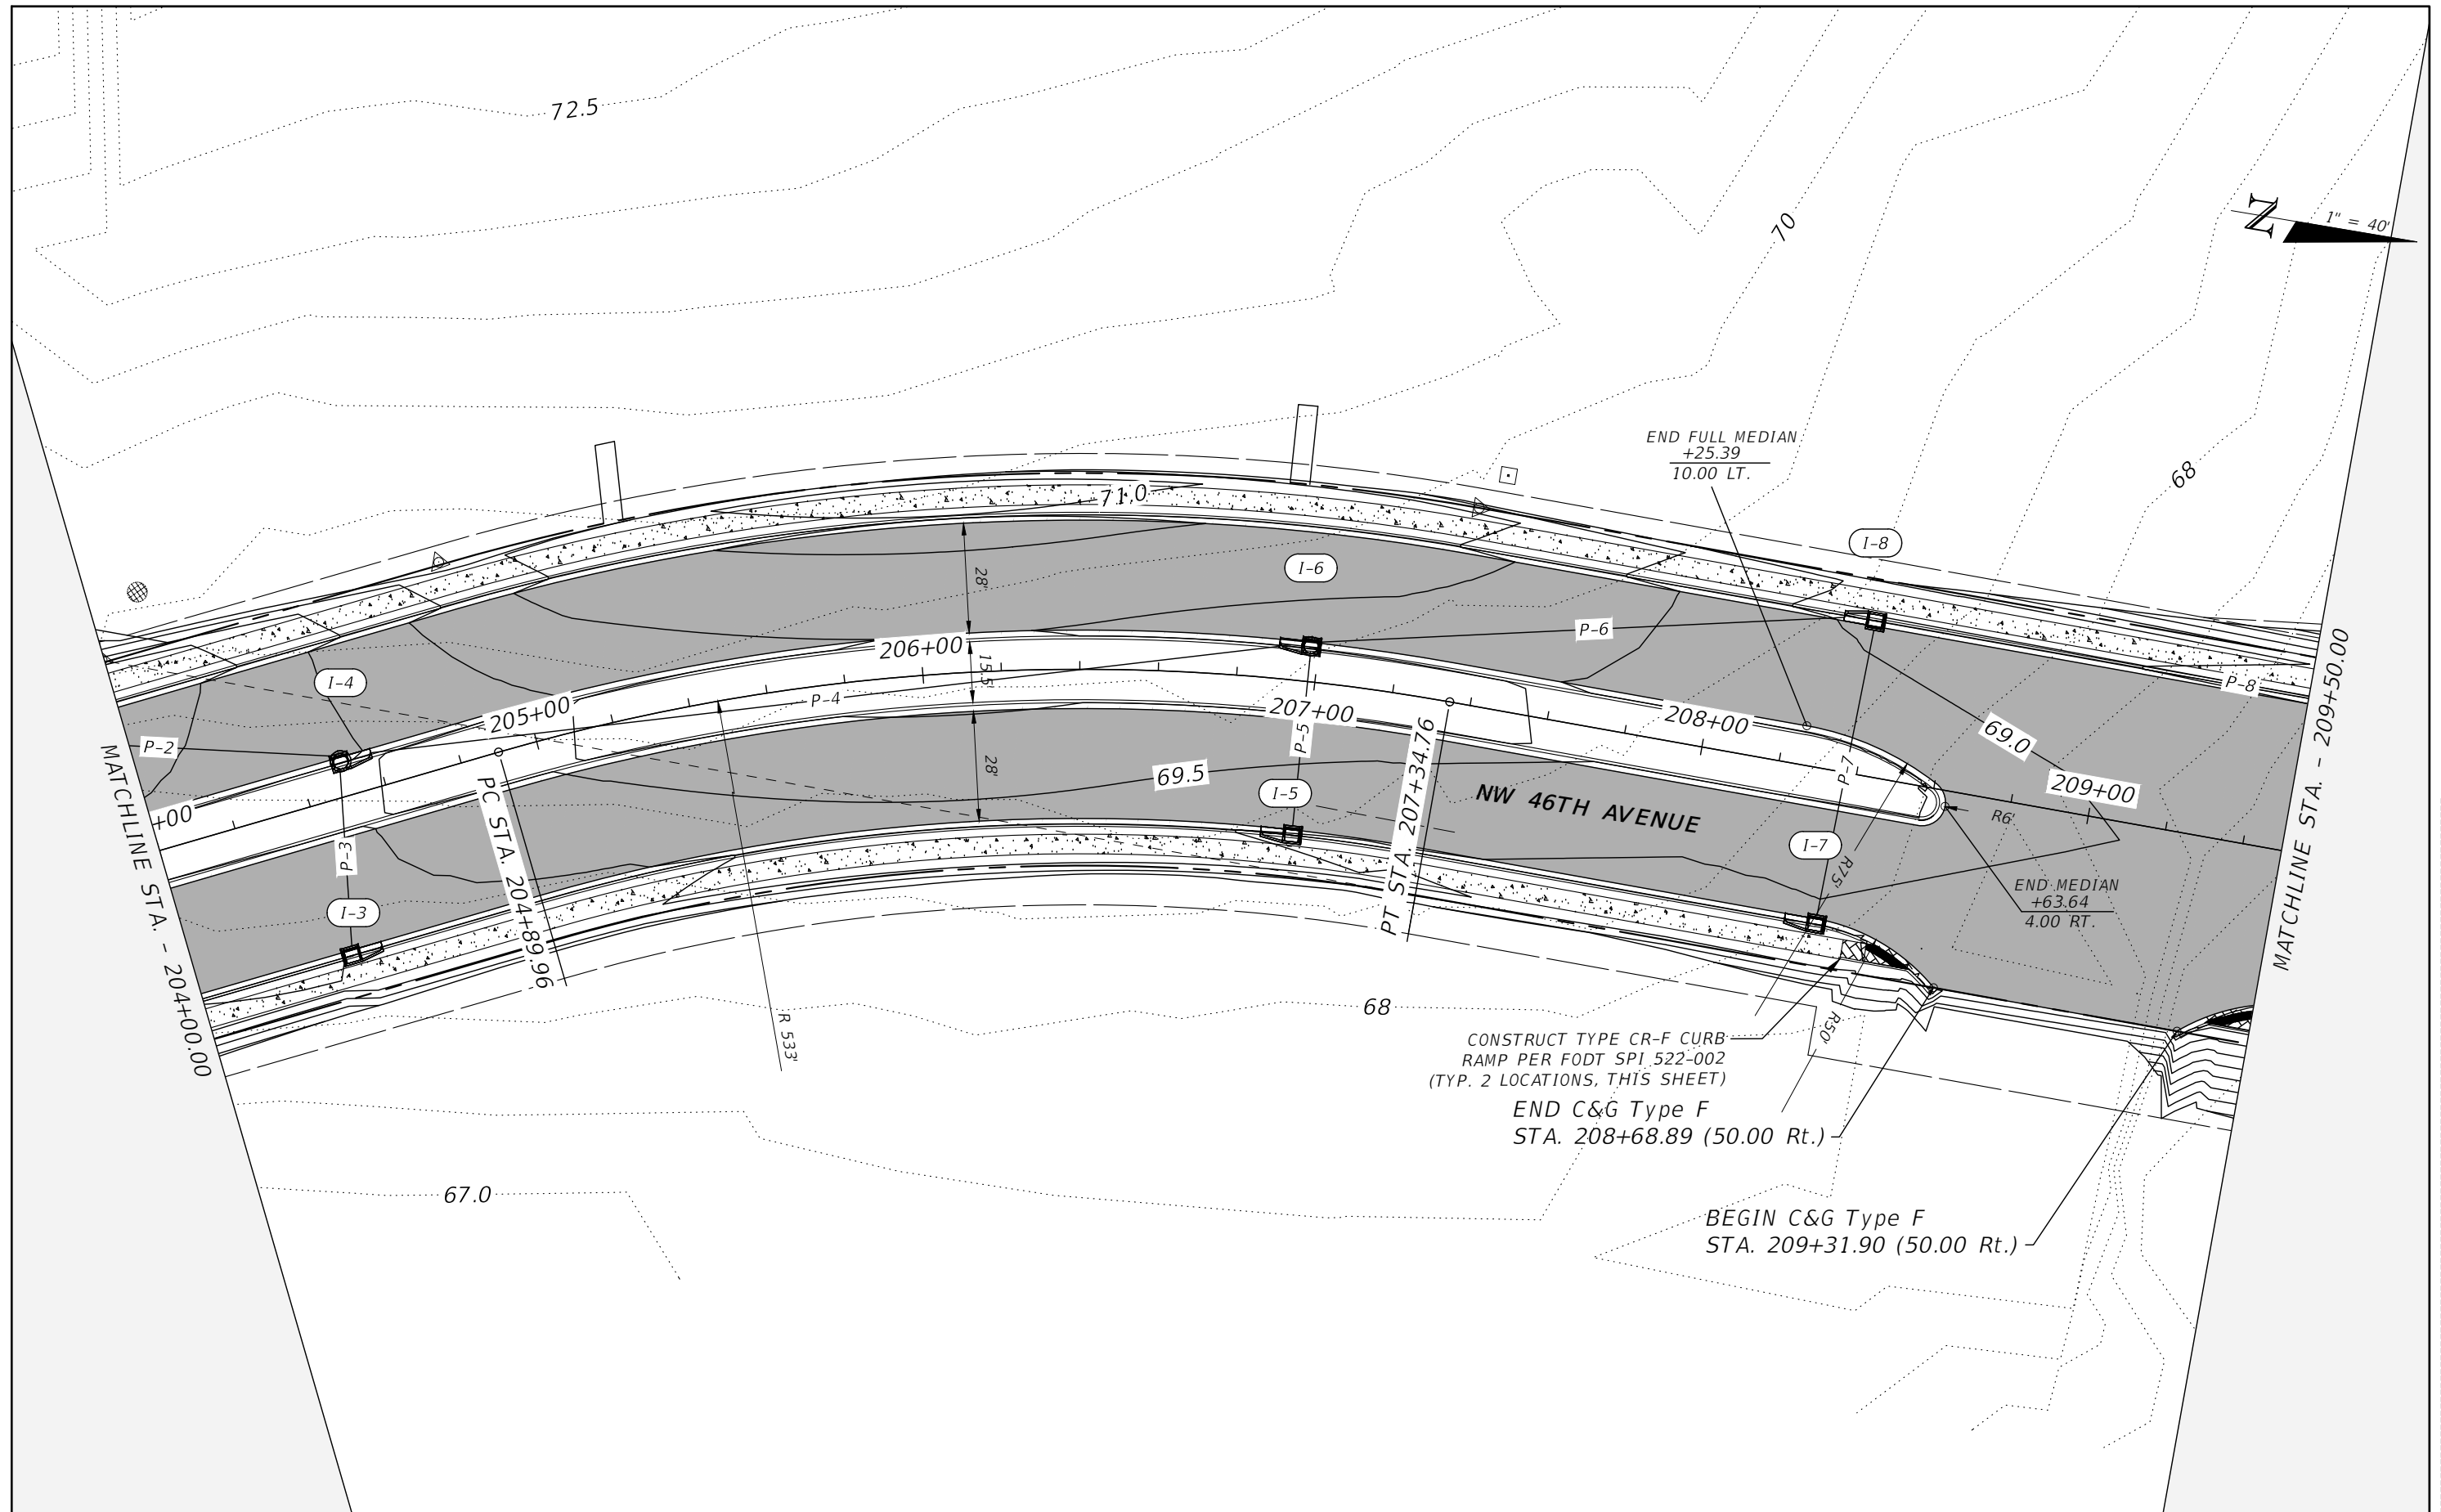 72.5
70
N
1" = 40'
END FULL MEDIAN
+25.39
10.00 LT.
68
71.0
I-8
28'
I-6
P-6
206+00
15.5'
I-4
P-8
205+00
P-4
207+00
208+00
69.0
P-2
P-5
28'
69.5
P-7
209+00
I-5
NW 46TH AVENUE
R6'
+00
P-3
I-7
R75'
END MEDIAN
+63.64
4.00 RT.
I-3
MATCHLINE STA. - 204+00.00
PC STA. 204+89.96
PT STA. 207+34.76
MATCHLINE STA. - 209+50.00
R 533'
68
R50'
CONSTRUCT TYPE CR-F CURB
RAMP PER FODT SPI 522-002
(TYP. 2 LOCATIONS, THIS SHEET)
END C&G Type F
STA. 208+68.89 (50.00 Rt.)
67.0
BEGIN C&G Type F
STA. 209+31.90 (50.00 Rt.)